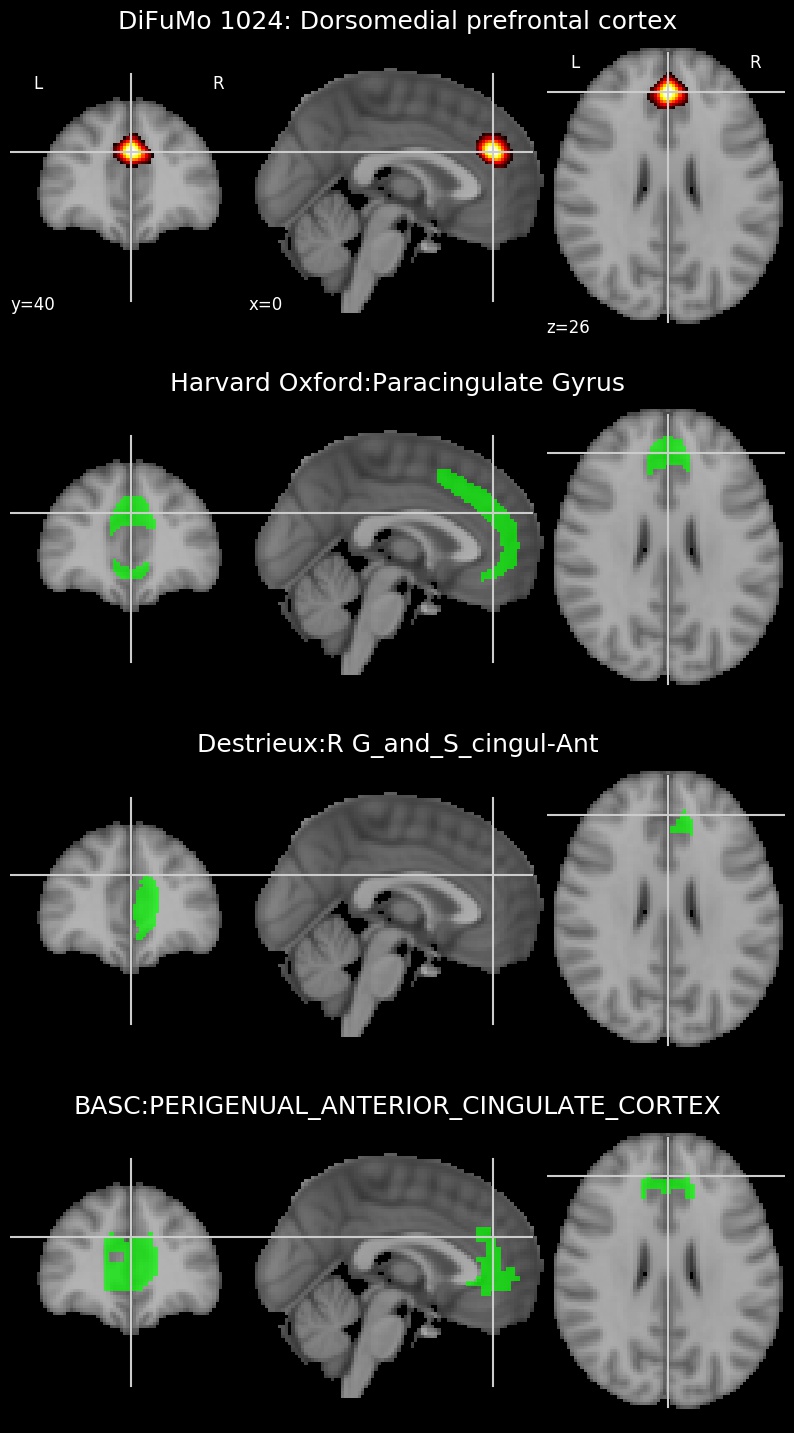 DiFuMo 1024: Dorsomedial prefrontal cortex
L R L R
y=40 x=0 z=26
Harvard Oxford:Paracingulate Gyrus
Destrieux:R G_and_S_cingul-Ant
BASC:PERIGENUAL_ANTERIOR_CINGULATE_CORTEX